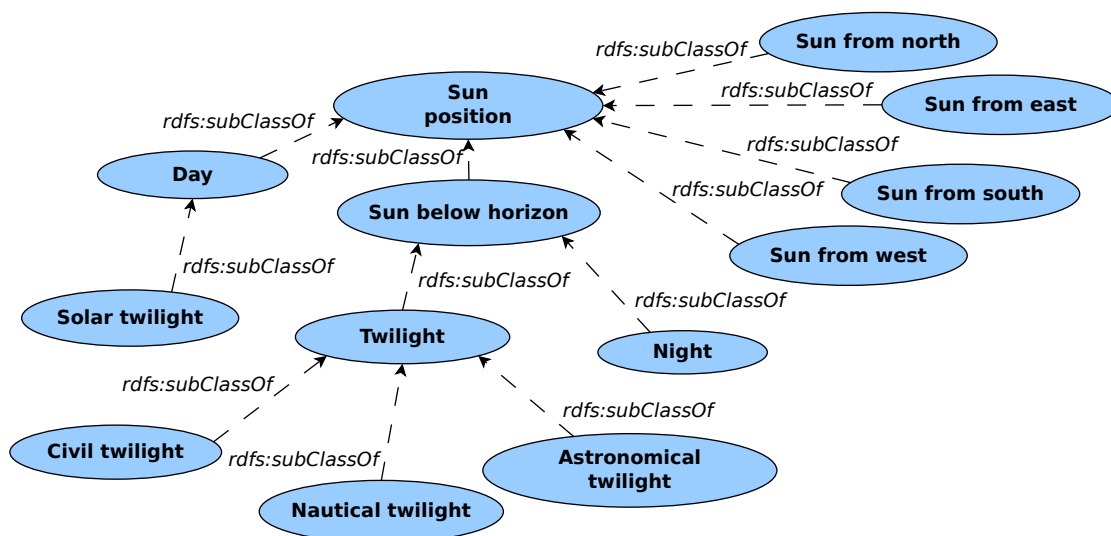 Sun from north
rdfs:subClassOf
Sun
position
rdfs:subClassOf
Sun from east
rdfs:subClassOf
rdfs:subClassOf
rdfs:subClassOf
Day
rdfs:subClassOf
Sun from south
Sun below horizon
Sun from west
rdfs:subClassOf
rdfs:subClassOf
rdfs:subClassOf
Solar twilight
Twilight
Night
rdfs:subClassOf
rdfs:subClassOf
Civil twilight
rdfs:subClassOf
Astronomical
twilight
Nautical twilight